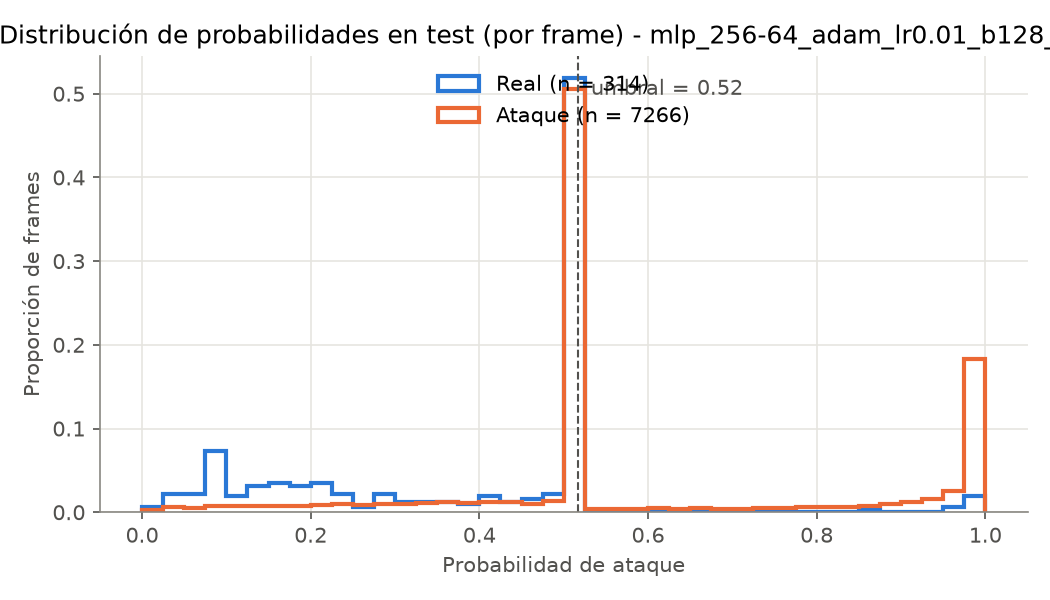 Distribución de probabilidades en test (por frame) - mlp_256-64_adam_lr0.01_b128_
Real (n = 314)
umbral = 0.52
Ataque (n = 7266)
Proporción de frames
0.5
0.4
0.3
0.2
0.1
0.0
0.0 0.2 0.4 0.6 0.8 1.0
Probabilidad de ataque